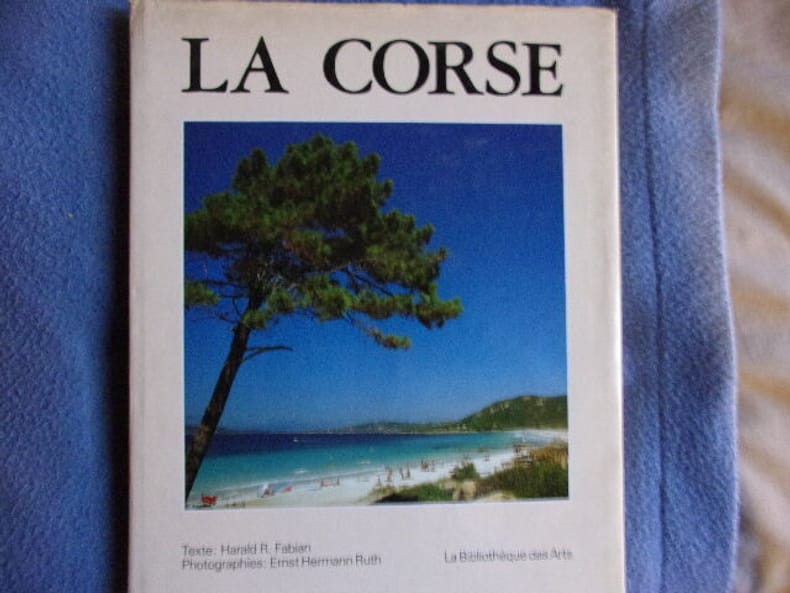 LA CORSE
Texte: Harald R. Fabian
Photographies: Ernst Hermann Ruth
La Bibliothèque des Arts